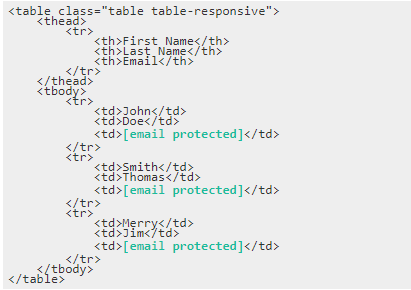 <table class="table table-responsive">
    <thead>
        <tr>
            <th>First Name</th>
            <th>Last Name</th>
            <th>Email</th>
        </tr>
    </thead>
    <tbody>
        <tr>
            <td>John</td>
            <td>Doe</td>
            <td>[email protected]</td>
        </tr>
        <tr>
            <td>Smith</td>
            <td>Thomas</td>
            <td>[email protected]</td>
        </tr>
        <tr>
            <td>Merry</td>
            <td>Jim</td>
            <td>[email protected]</td>
        </tr>
    </tbody>
</table>